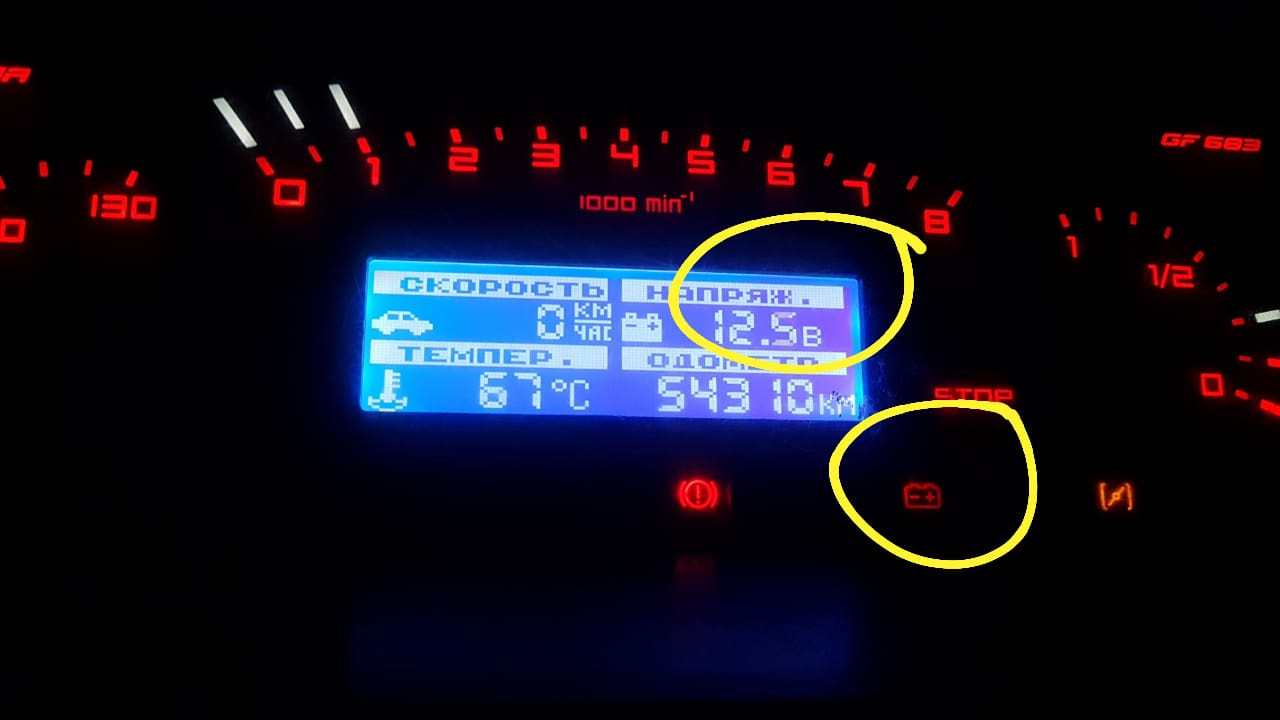 130
0 1 2 3 4 5 6 7 8
1000 min⁻¹
GF 683
1
1/2
0
0
СКОРОСТЬ НАПРЯЖ.
0 КМ/ЧАС 12.5В
ТЕМПЕР. ОДОМЕТР
67°C 54310КМ
STOP